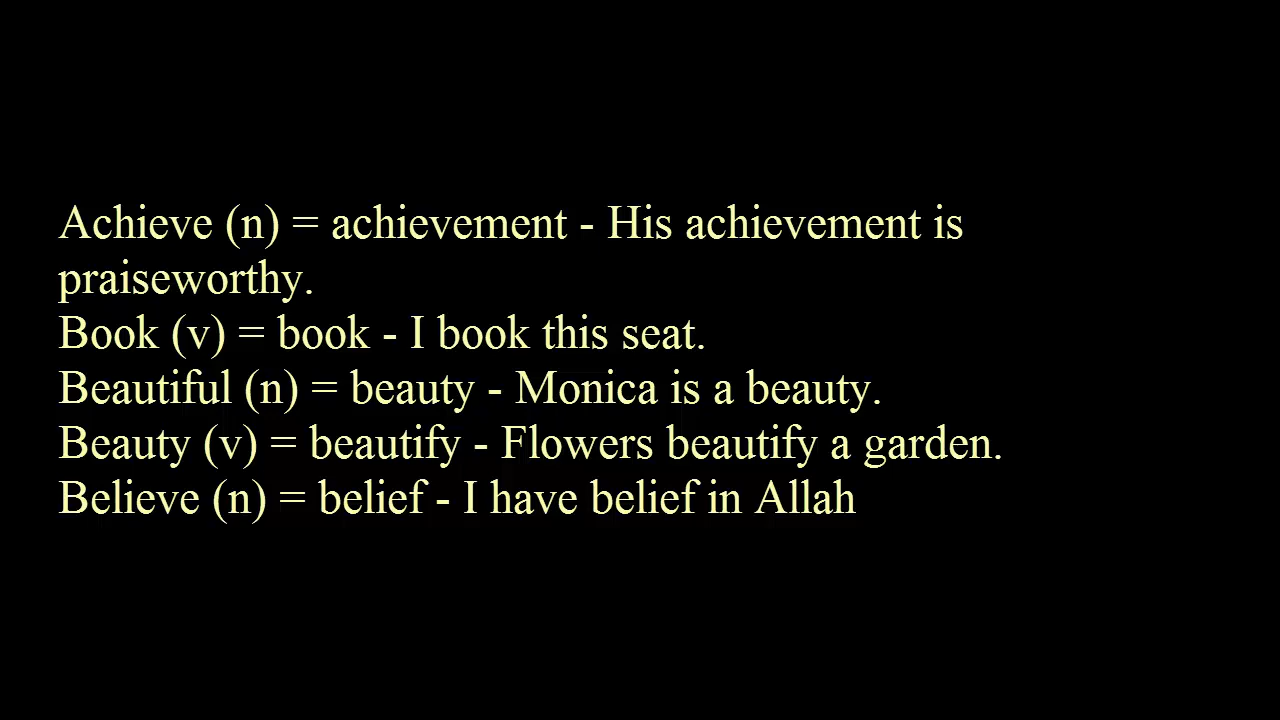 Achieve (n) = achievement - His achievement is
praiseworthy.
Book (v) = book - I book this seat.
Beautiful (n) = beauty - Monica is a beauty.
Beauty (v) = beautify - Flowers beautify a garden.
Believe (n) = belief - I have belief in Allah